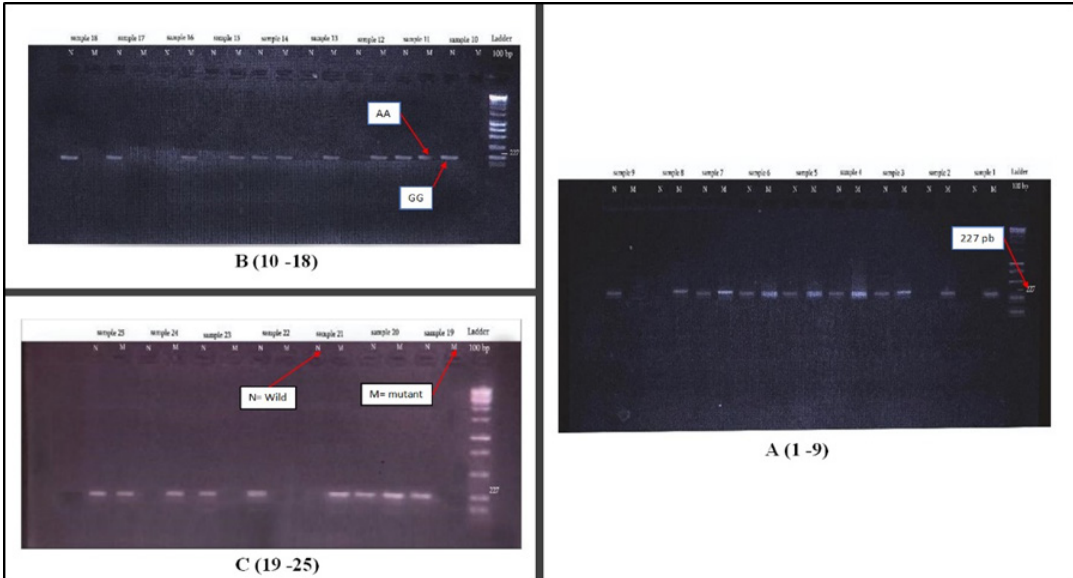 sample 18 sample 17 sample 16 sample 15 sample 14 sample 13 sample 12 sample 11 sample 10 Ladder
N M N M N M N M N M N M N M N M N M 100 bp
AA
GG
B (10 -18)
sample 25 sample 24 sample 23 sample 22 sample 21 sample 20 sample 19 Ladder
N M N M N M N M N M N M N M 100 bp
N= Wild
M= mutant
C (19 -25)
sample 9 sample 8 sample 7 sample 6 sample 5 sample 4 sample 3 sample 2 sample 1 Ladder
N M N M N M N M N M N M N M N M N M 100 bp
227 pb
227
A (1 -9)